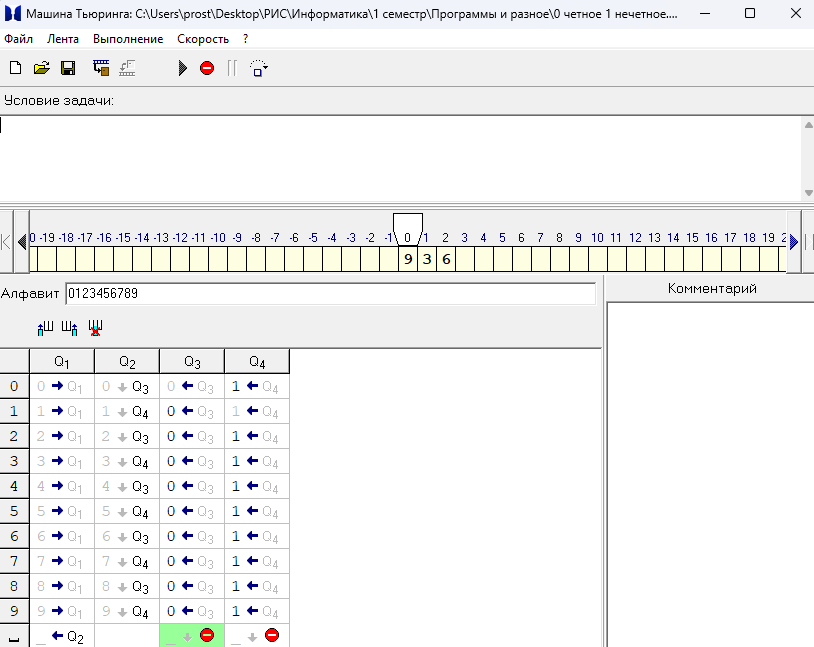 Машина Тьюринга: C:\Users\prost\Desktop\РИС\Информатика\1 семестр\Программы и разное\0 четное 1 нечетное....
Файл Лента Выполнение Скорость ?
Условие задачи:
0 -19 -18 -17 -16 -15 -14 -13 -12 -11 -10 -9 -8 -7 -6 -5 -4 -3 -2 -1 0 1 2 3 4 5 6 7 8 9 10 11 12 13 14 15 16 17 18 19 2
9 3 6
Алфавит 0123456789
Комментарий
Q1 Q2 Q3 Q4
0 0 → Q1 0 ↓ Q3 0 ← Q3 1 ← Q4
1 1 → Q1 1 ↓ Q4 0 ← Q3 1 ← Q4
2 2 → Q1 2 ↓ Q3 0 ← Q3 1 ← Q4
3 3 → Q1 3 ↓ Q4 0 ← Q3 1 ← Q4
4 4 → Q1 4 ↓ Q3 0 ← Q3 1 ← Q4
5 5 → Q1 5 ↓ Q4 0 ← Q3 1 ← Q4
6 6 → Q1 6 ↓ Q3 0 ← Q3 1 ← Q4
7 7 → Q1 7 ↓ Q4 0 ← Q3 1 ← Q4
8 8 → Q1 8 ↓ Q3 0 ← Q3 1 ← Q4
9 9 → Q1 9 ↓ Q4 0 ← Q3 1 ← Q4
_ _ ← Q2 _ ↓ _ ↓